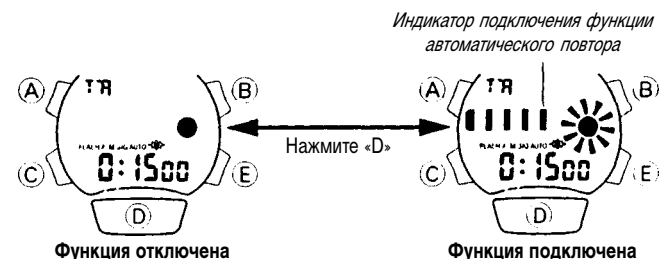 Индикатор подключения функции
автоматического повтора
A
TR
B
C
0:1500
E
D
Функция отключена
Нажмите «D»
A
TR
B
C
0:1500
E
D
Функция подключена